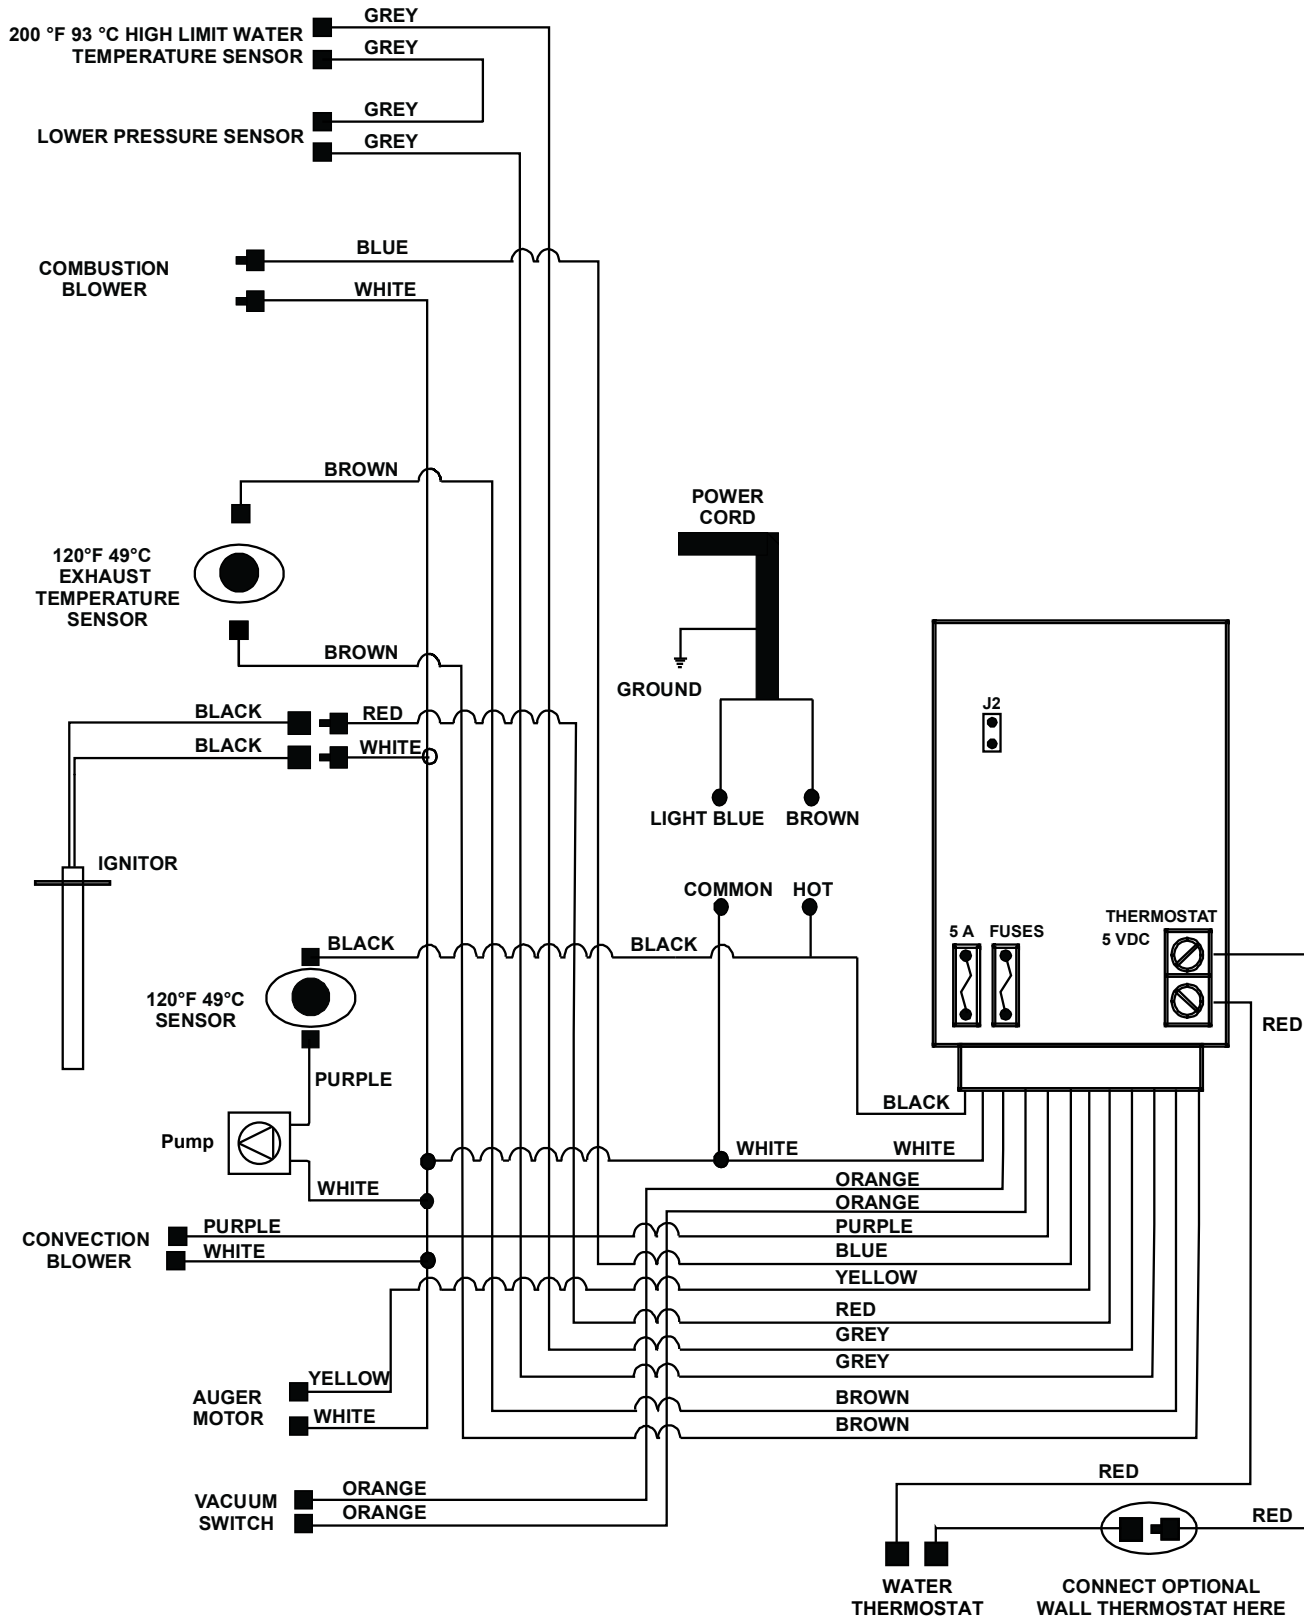 GREY
200 °F 93 °C HIGH LIMIT WATER
TEMPERATURE SENSOR
GREY
GREY
LOWER PRESSURE SENSOR
GREY
BLUE
COMBUSTION
BLOWER
WHITE
BROWN
POWER
CORD
120°F 49°C
EXHAUST
TEMPERATURE
SENSOR
BROWN
GROUND
BLACK
RED
J2
BLACK
WHITE
LIGHT BLUE
BROWN
IGNITOR
COMMON
HOT
THERMOSTAT
5 VDC
5 A FUSES
BLACK
BLACK
120°F 49°C
SENSOR
RED
PURPLE
BLACK
Pump
WHITE
WHITE
WHITE
ORANGE
ORANGE
PURPLE
PURPLE
CONVECTION
BLOWER
WHITE
BLUE
YELLOW
RED
GREY
GREY
YELLOW
AUGER
MOTOR
WHITE
BROWN
BROWN
RED
ORANGE
VACUUM
SWITCH
ORANGE
RED
WATER
THERMOSTAT
CONNECT OPTIONAL
WALL THERMOSTAT HERE